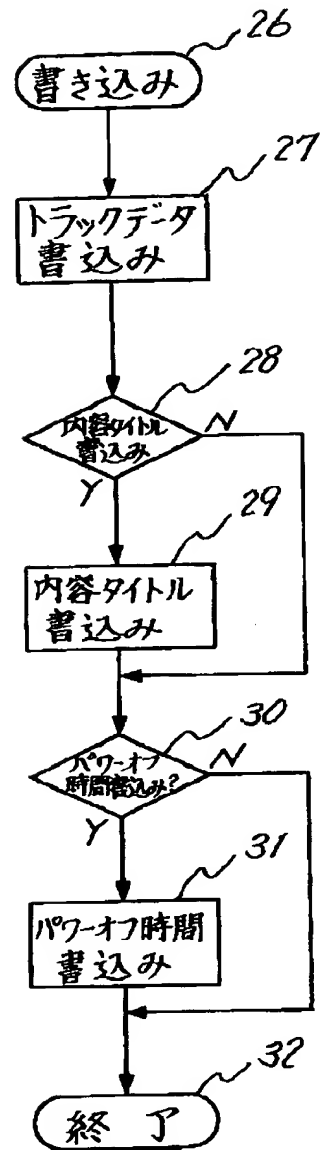 26
書き込み
27
トラックデータ
書込み
28
内容タイトル
書込み
N
Y
29
内容タイトル
書込み
30
パワーオフ
時間書込み?
N
Y
31
パワーオフ時間
書込み
32
終了